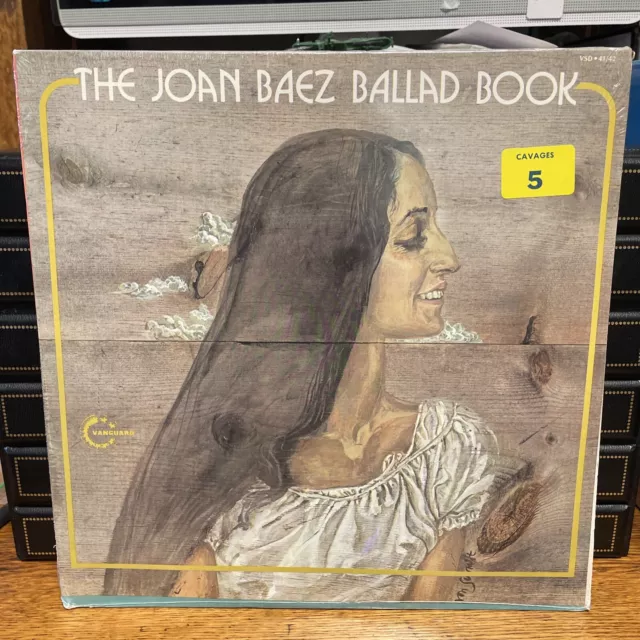 THE JOAN BAEZ BALLAD BOOK
VSD • 41/42
CAVAGES
5
VANGUARD